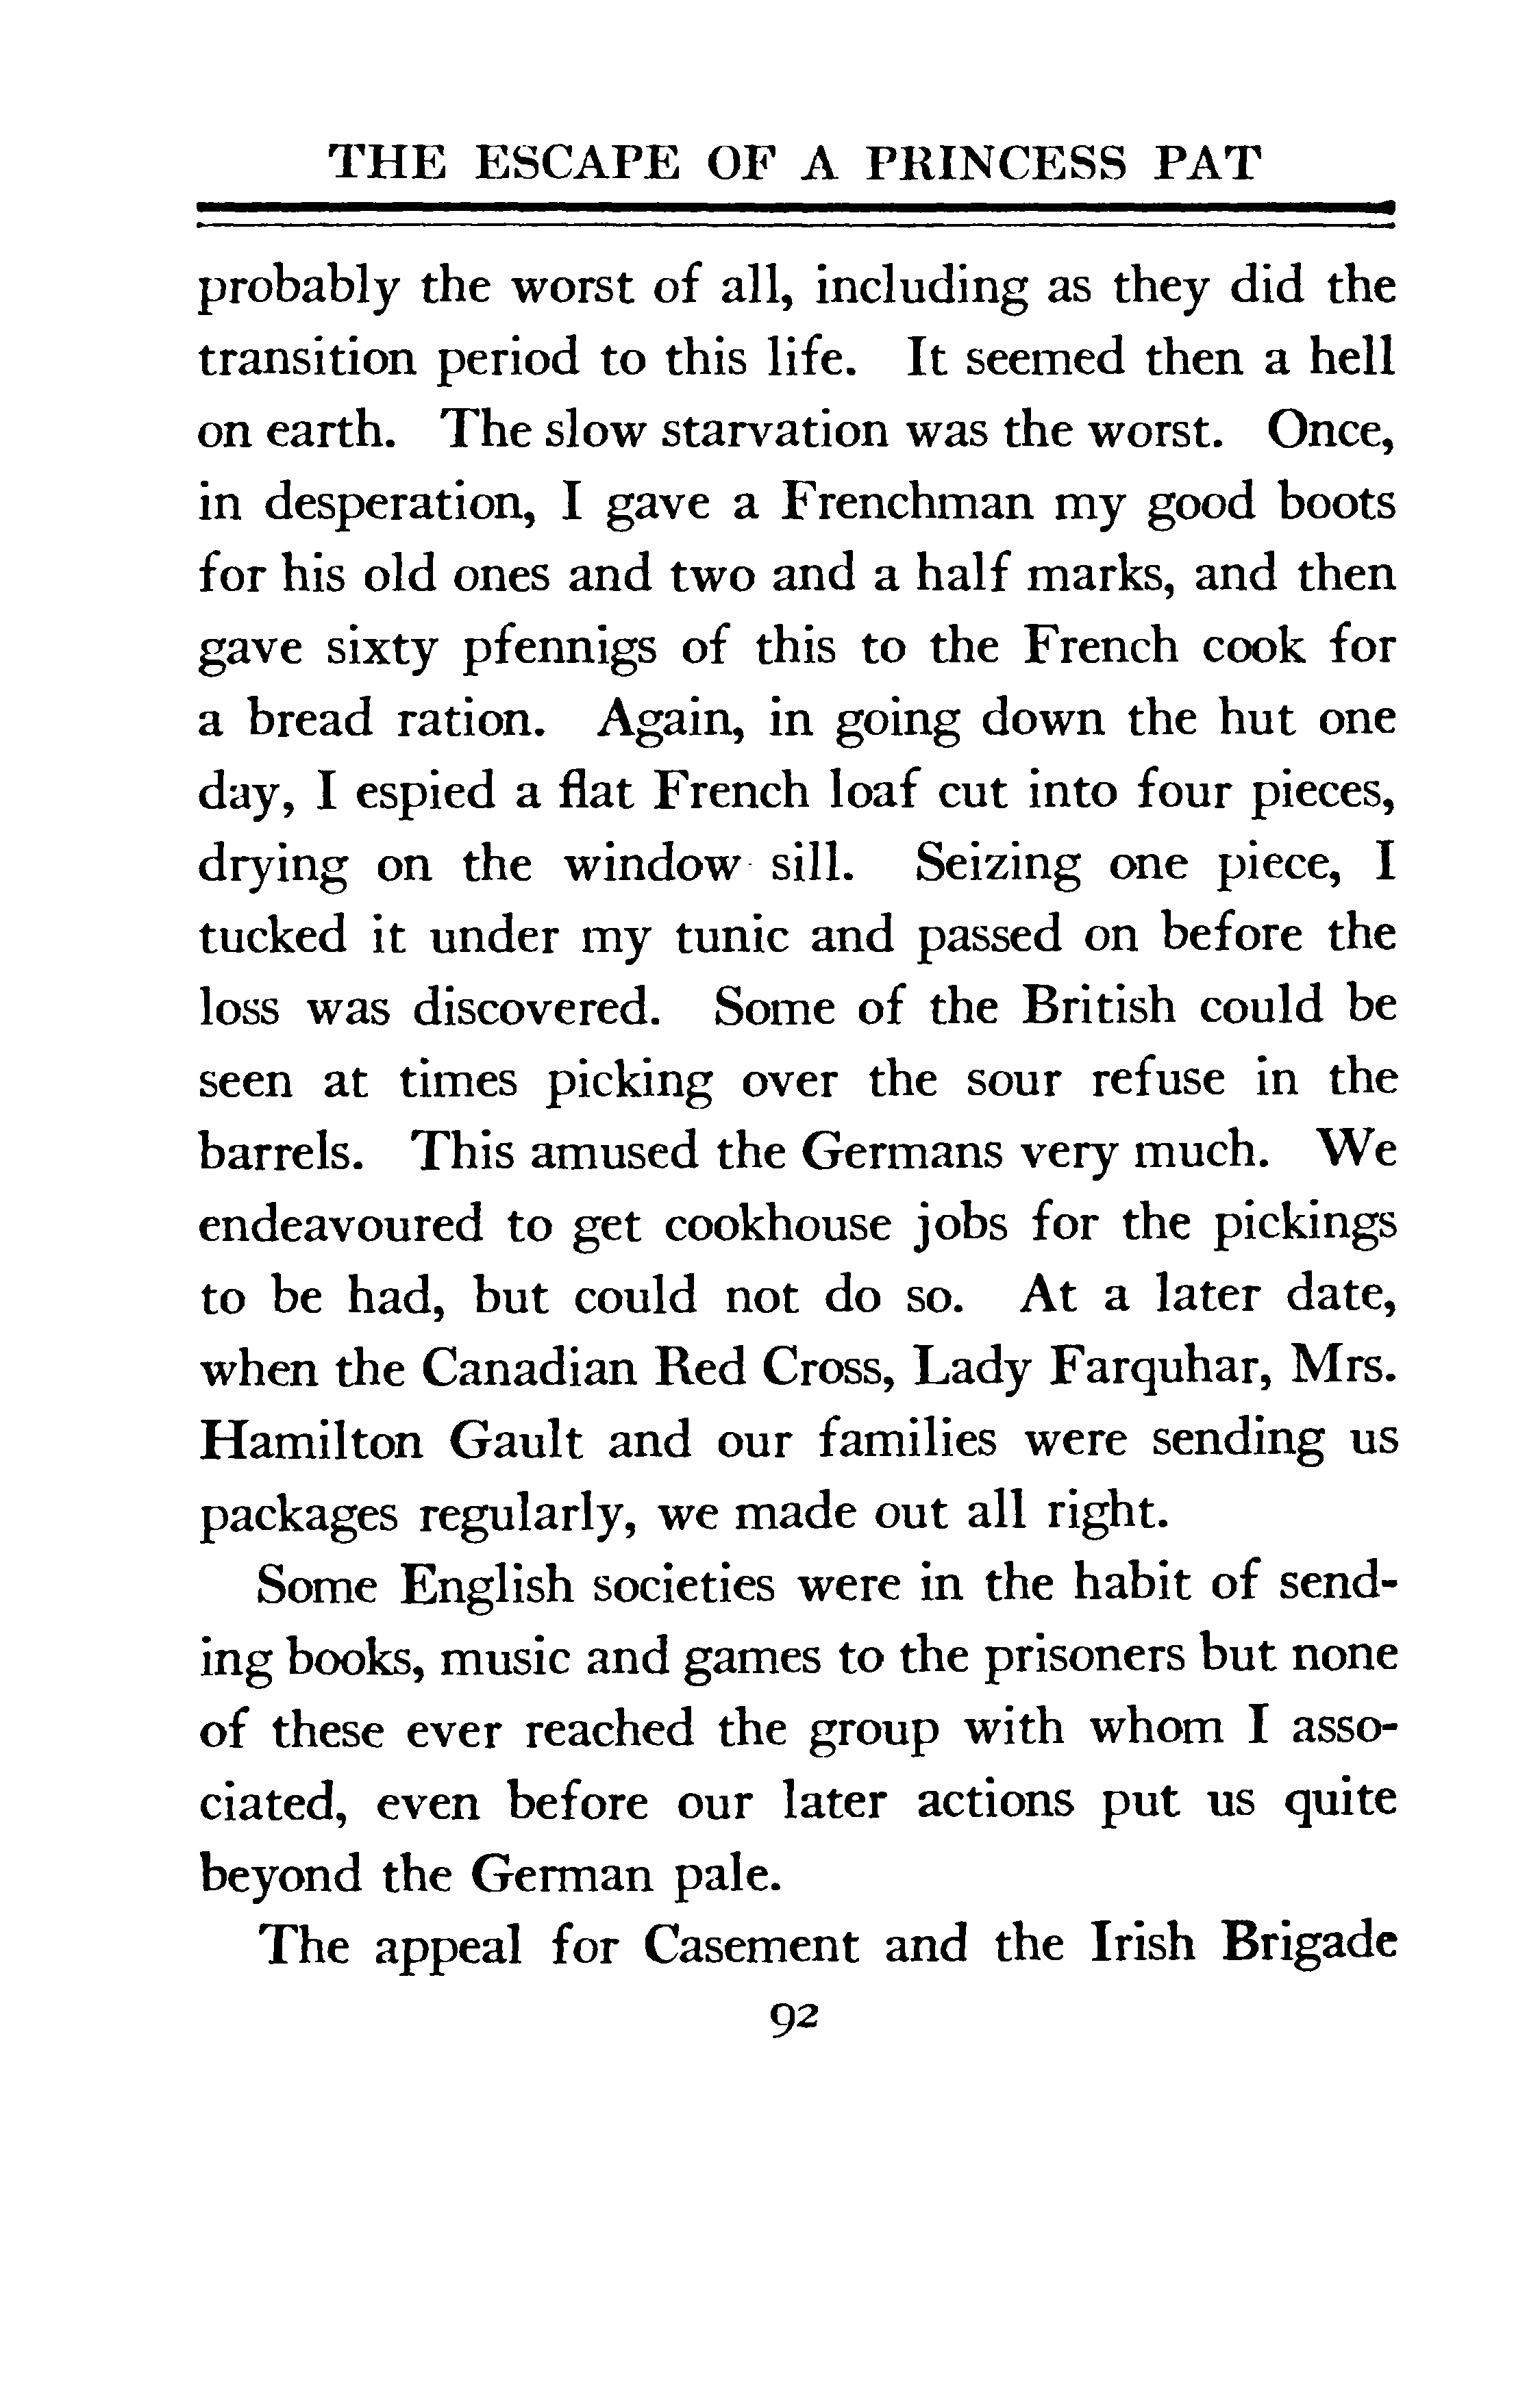 THE ESCAPE OF A PRINCESS PAT
probably the worst of all, including as they did the
transition period to this life. It seemed then a hell
on earth. The slow starvation was the worst. Once,
in desperation, I gave a Frenchman my good boots
for his old ones and two and a half marks, and then
gave sixty pfennigs of this to the French cook for
a bread ration. Again, in going down the hut one
day, I espied a flat French loaf cut into four pieces,
drying on the window sill. Seizing one piece, I
tucked it under my tunic and passed on before the
loss was discovered. Some of the British could be
seen at times picking over the sour refuse in the
barrels. This amused the Germans very much. We
endeavoured to get cookhouse jobs for the pickings
to be had, but could not do so. At a later date,
when the Canadian Red Cross, Lady Farquhar, Mrs.
Hamilton Gault and our families were sending us
packages regularly, we made out all right.
Some English societies were in the habit of send-
ing books, music and games to the prisoners but none
of these ever reached the group with whom I asso-
ciated, even before our later actions put us quite
beyond the German pale.
The appeal for Casement and the Irish Brigade
92